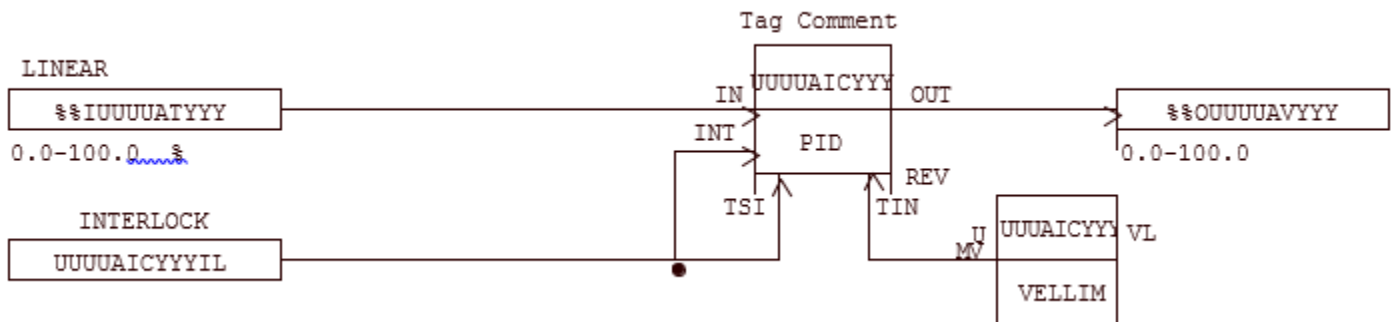 Tag Comment
LINEAR
UUUUAICYYY
%%IUUUUATYYY
IN
OUT
%%OUUUUAVYYY
INT
PID
0.0-100.0 %
0.0-100.0
REV
TSI
TIN
INTERLOCK
U
UUUAICYYY
VL
MV
UUUUAICYYYIL
VELLIM